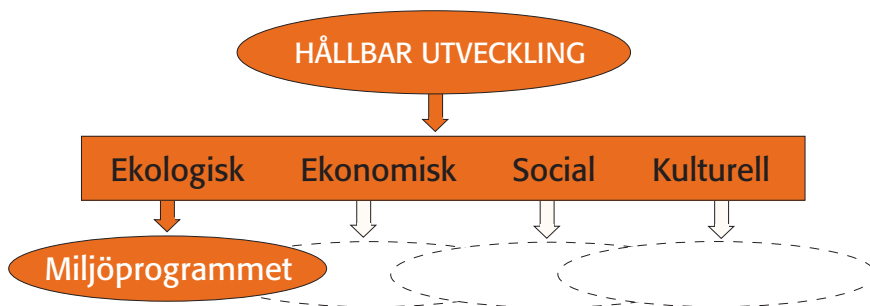 HÅLLBAR UTVECKLING
Ekologisk Ekonomisk Social Kulturell
Miljöprogrammet